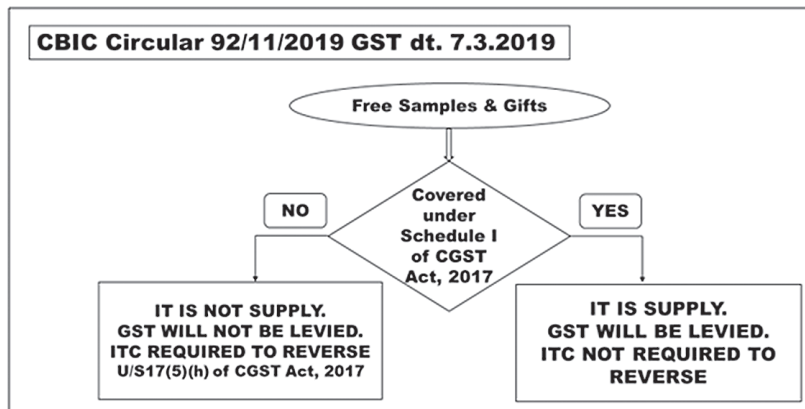 CBIC Circular 92/11/2019 GST dt. 7.3.2019
Free Samples & Gifts
Covered
under
Schedule I
of CGST
Act, 2017
NO
YES
IT IS NOT SUPPLY.
GST WILL NOT BE LEVIED.
ITC REQUIRED TO REVERSE
U/S17(5)(h) of CGST Act, 2017
IT IS SUPPLY.
GST WILL BE LEVIED.
ITC NOT REQUIRED TO
REVERSE